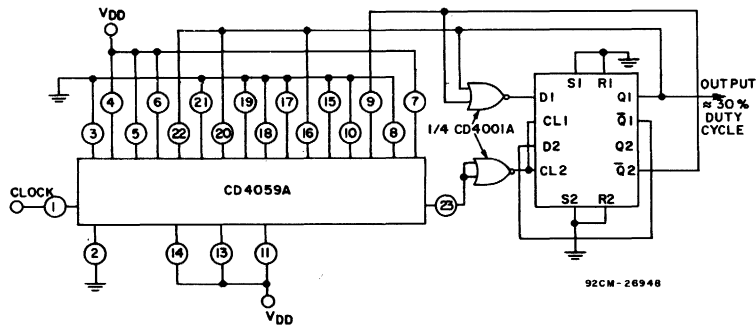 VDD
4 6 22 20 21 19 18 17 16 15 10 9 8 7
3 5
S1 R1
D1 Q1
OUTPUT
≈ 30%
DUTY
CYCLE
1/4 CD4001A
CL1 Q̅1
D2 Q2
CL2 Q̅2
S2 R2
CLOCK
1
CD4059A
23
2 14 13 11
VDD
92CM-26948